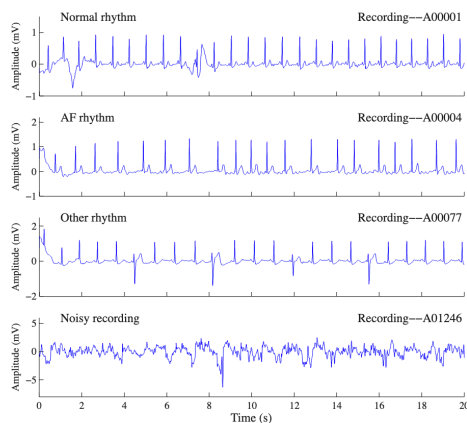 Normal rhythm Recording––A00001
Amplitude (mV)
1
0
1
AF rhythm Recording––A00004
Amplitude (mV)
2
1
0
1
Other rhythm Recording––A00077
Amplitude (mV)
2
0
2
Noisy recording Recording––A01246
Amplitude (mV)
5
0
−5
0 2 4 6 8 10 12 14 16 18 20
Time (s)